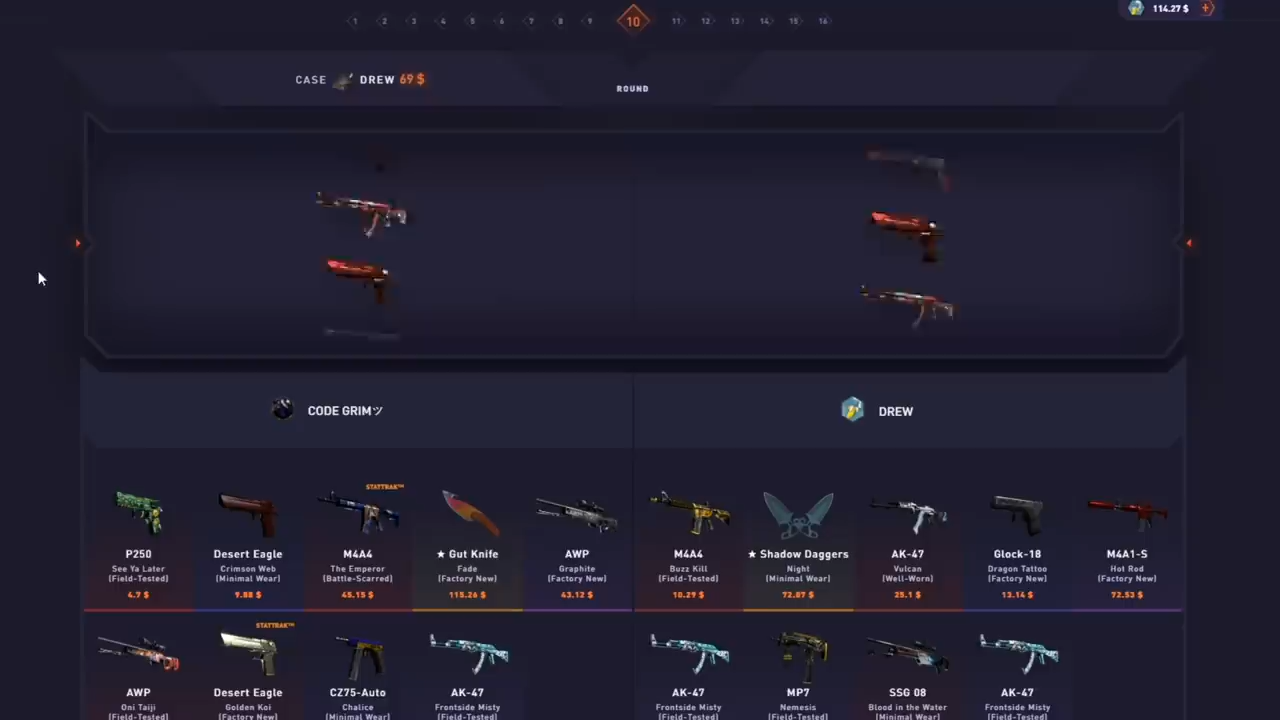 1 2 3 4 5 6 7 8 9 10 11 12 13 14 15 16
114.27 $ +
CASE DREW 69 $
ROUND
CODE GRIMツ
DREW
STATTRAK™
P250
See Ya Later
(Field-Tested)
4.7 $
Desert Eagle
Crimson Web
(Minimal Wear)
9.88 $
M4A4
The Emperor
(Battle-Scarred)
45.15 $
★ Gut Knife
Fade
(Factory New)
115.26 $
AWP
Graphite
(Factory New)
43.12 $
M4A4
Buzz Kill
(Field-Tested)
10.29 $
★ Shadow Daggers
Night
(Minimal Wear)
72.87 $
AK-47
Vulcan
(Well-Worn)
25.1 $
Glock-18
Dragon Tattoo
(Factory New)
13.14 $
M4A1-S
Hot Rod
(Factory New)
72.53 $
STATTRAK™
AWP
Oni Taiji
(Field-Tested)
Desert Eagle
Golden Koi
(Factory New)
CZ75-Auto
Chalice
(Minimal Wear)
AK-47
Frontside Misty
(Field-Tested)
AK-47
Frontside Misty
(Field-Tested)
MP7
Nemesis
(Field-Tested)
SSG 08
Blood in the Water
(Minimal Wear)
AK-47
Frontside Misty
(Field-Tested)